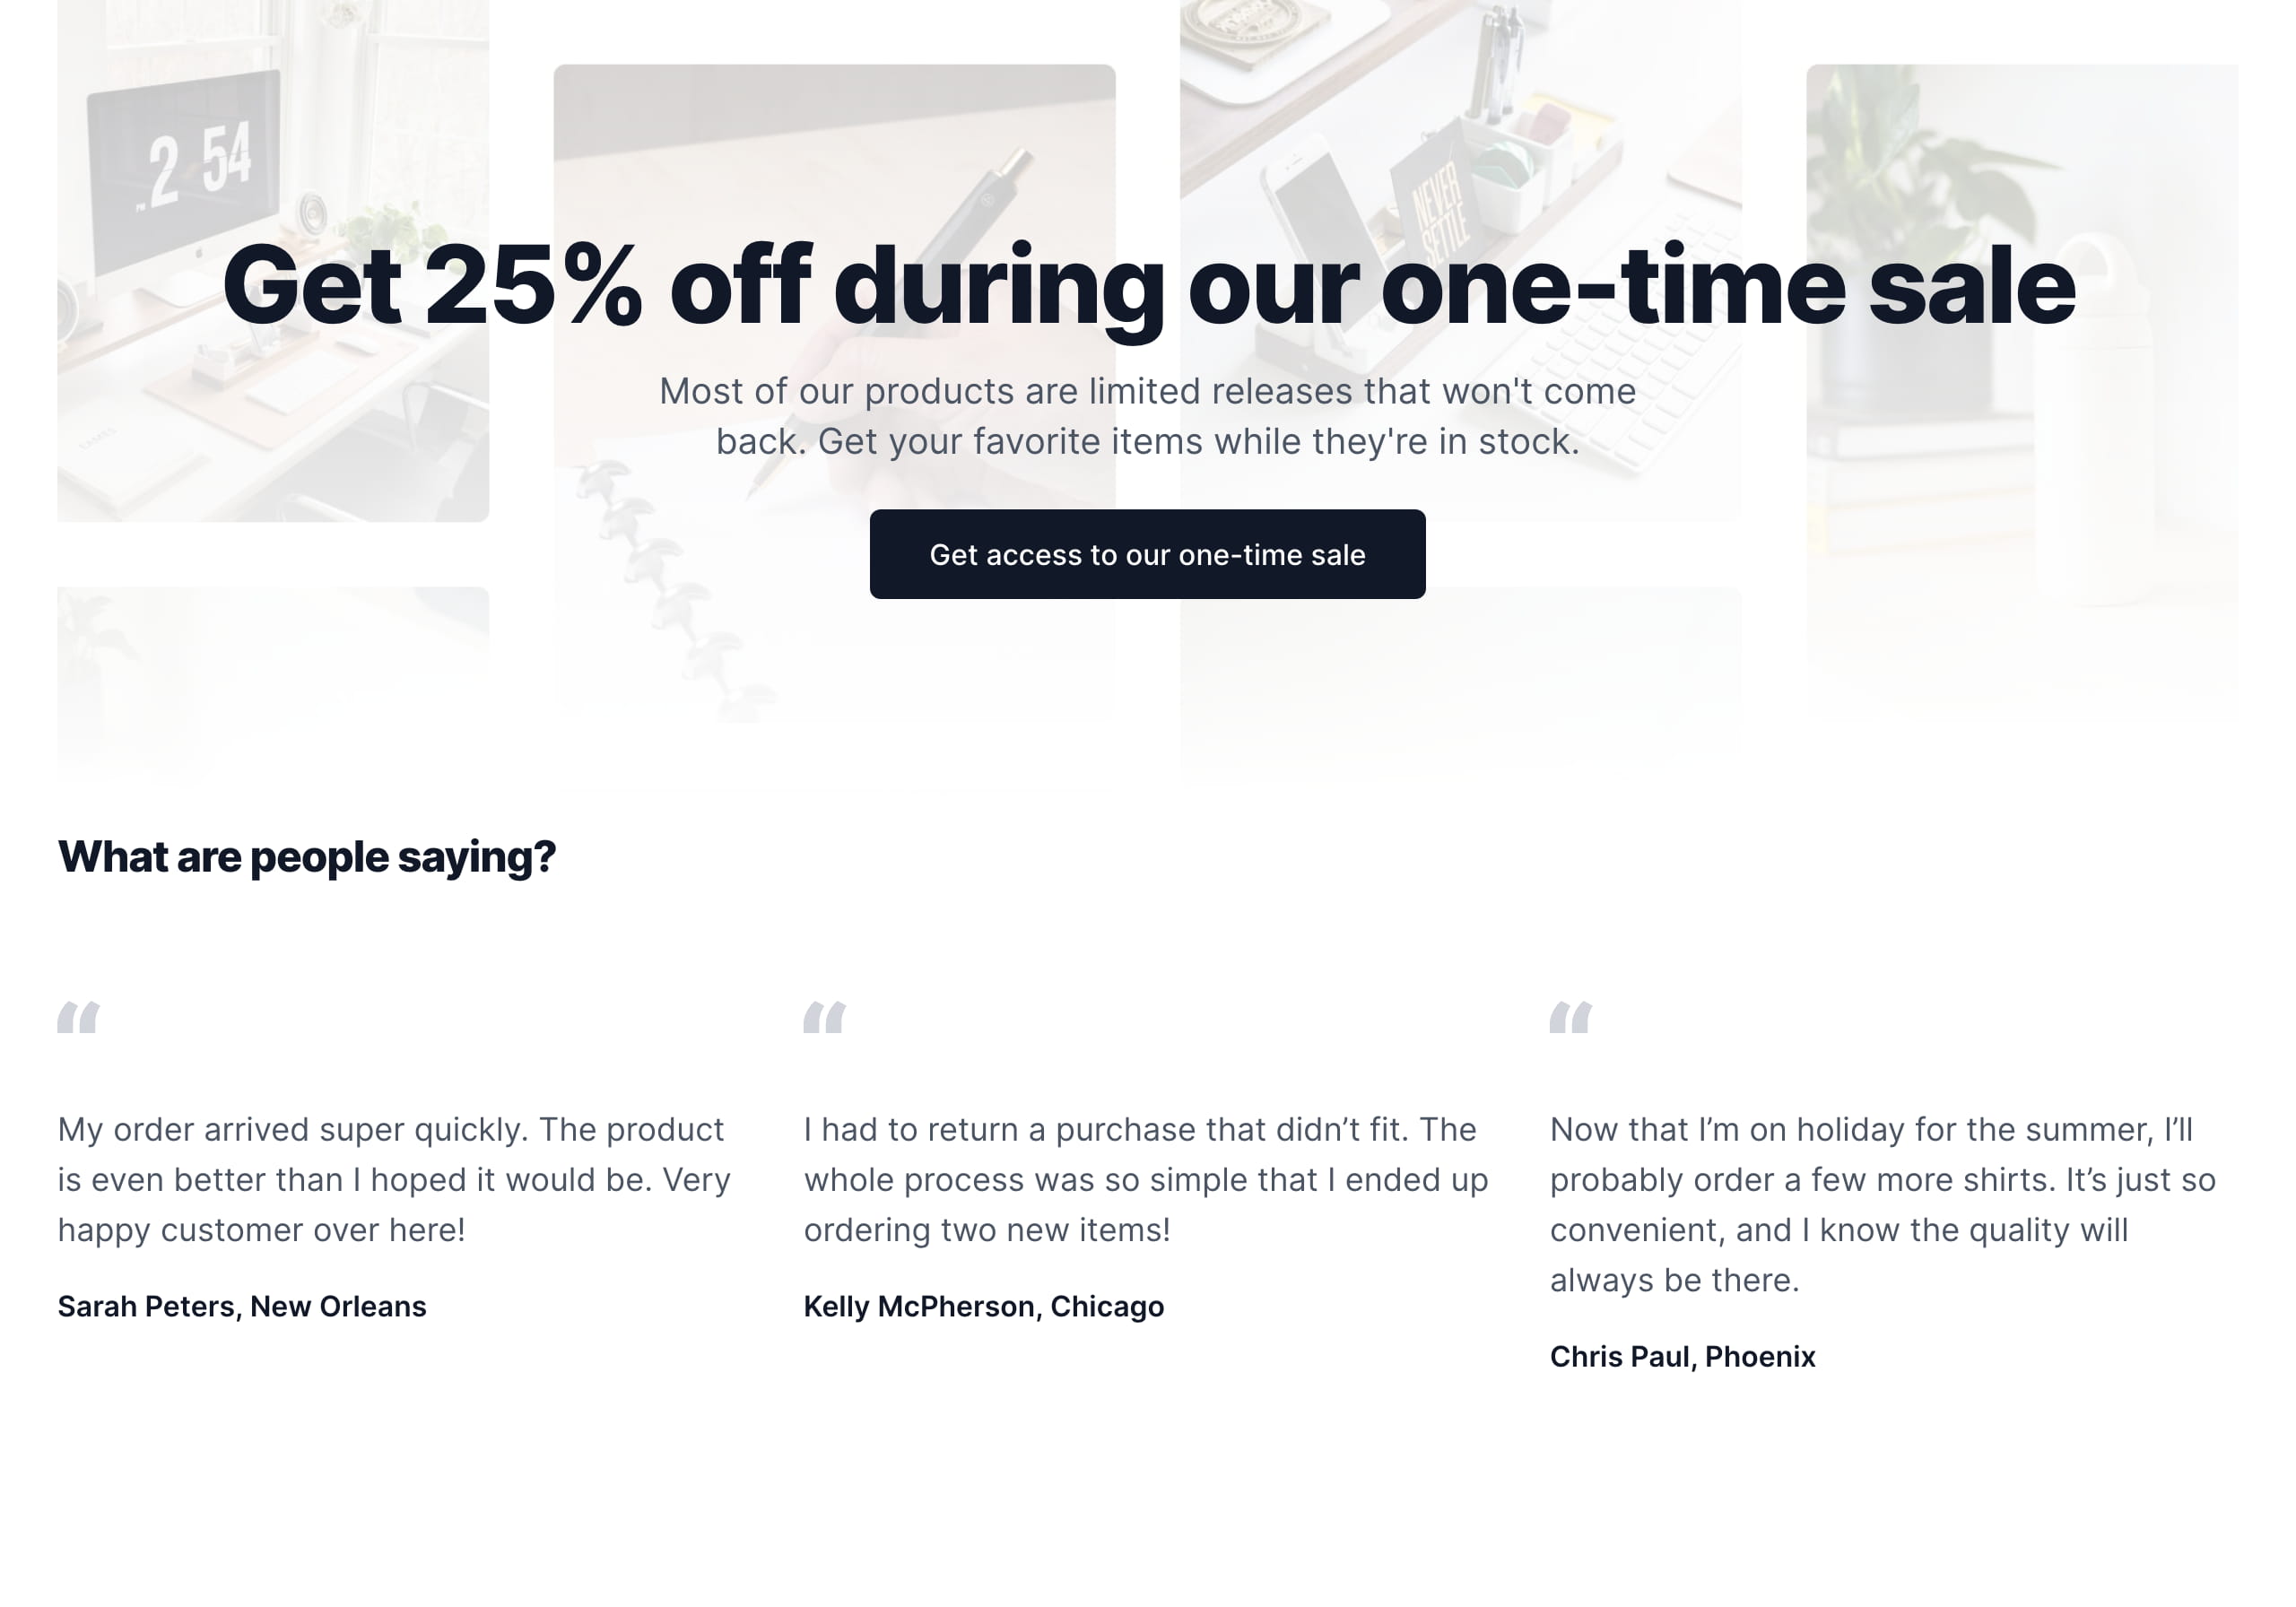 2 54
PM
NEVER
SETTLE
Get 25% off during our one-time sale
Most of our products are limited releases that won't come
back. Get your favorite items while they're in stock.
Get access to our one-time sale
What are people saying?
“
“
“
My order arrived super quickly. The product
is even better than I hoped it would be. Very
happy customer over here!
Sarah Peters, New Orleans
I had to return a purchase that didn’t fit. The
whole process was so simple that I ended up
ordering two new items!
Kelly McPherson, Chicago
Now that I’m on holiday for the summer, I’ll
probably order a few more shirts. It’s just so
convenient, and I know the quality will
always be there.
Chris Paul, Phoenix